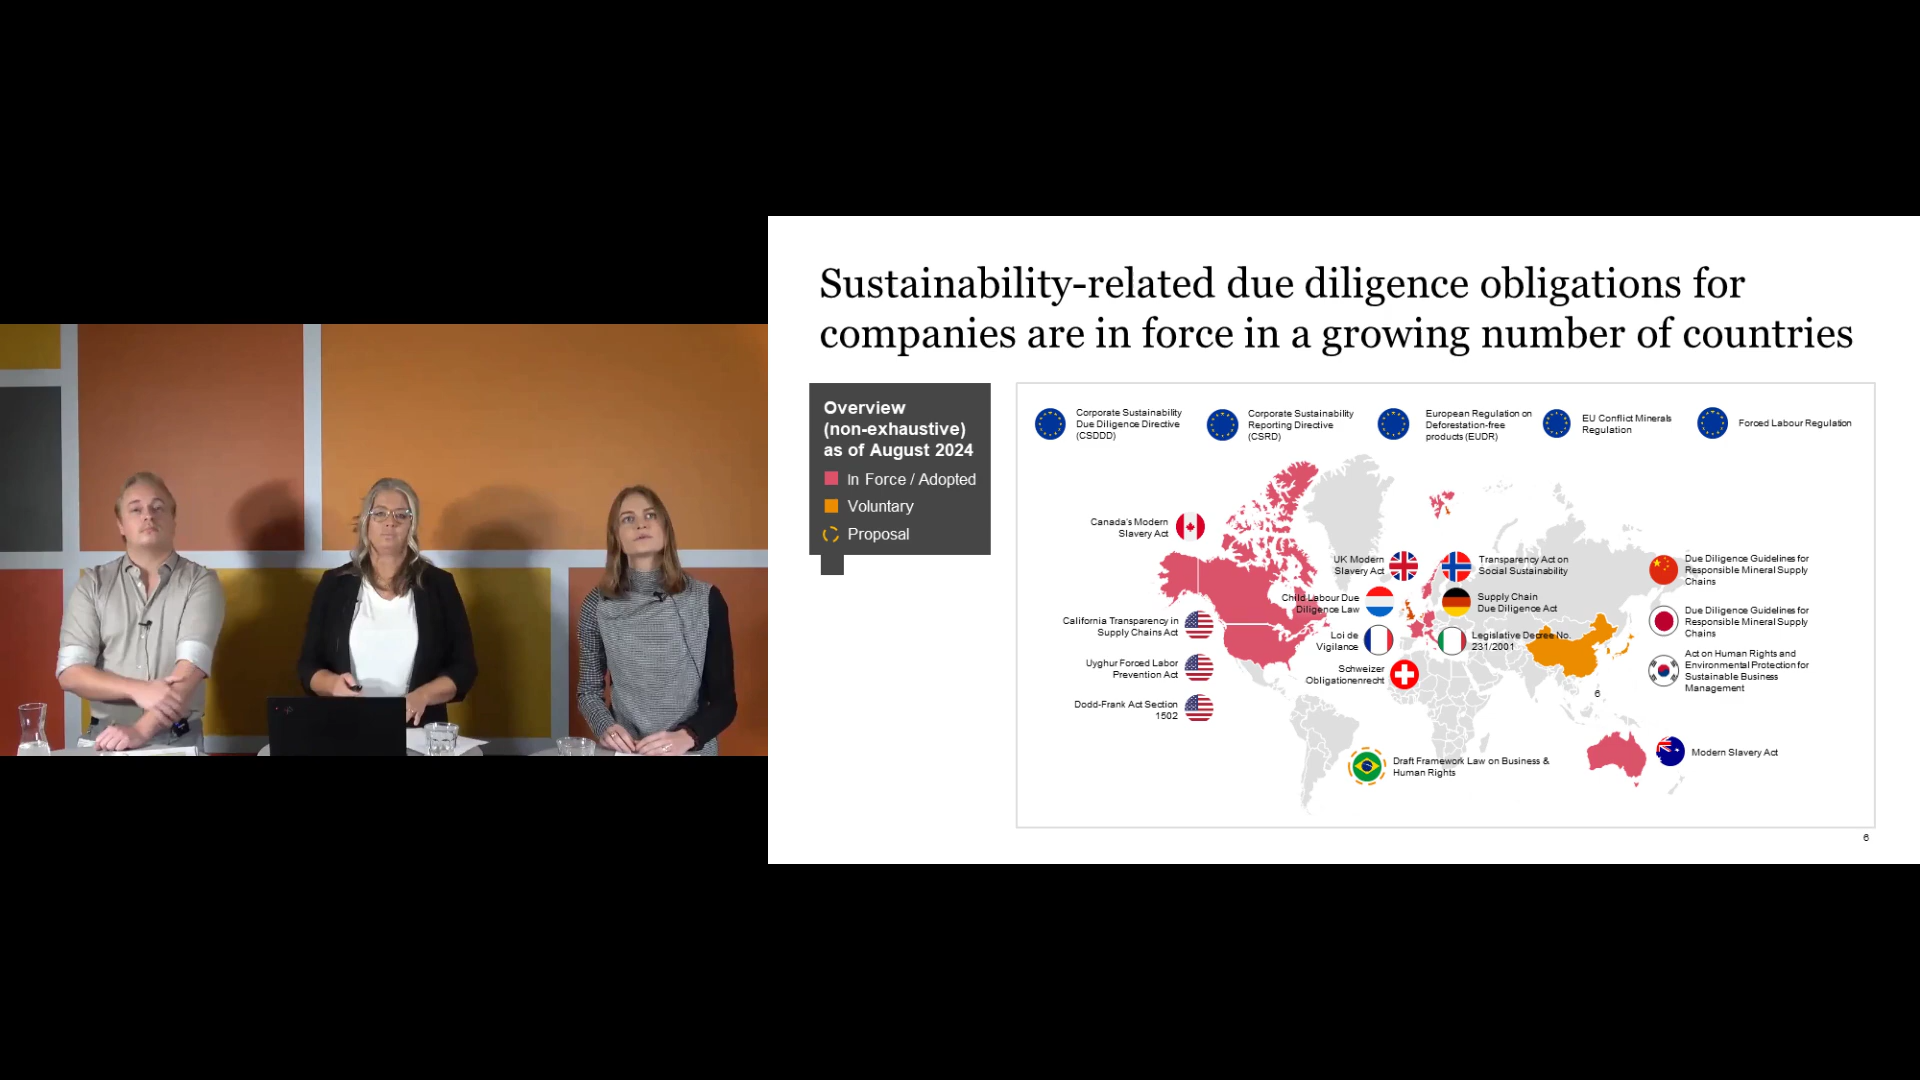 Sustainability-related due diligence obligations for
companies are in force in a growing number of countries
Overview
(non-exhaustive)
as of August 2024
In Force / Adopted
Voluntary
Proposal
Corporate Sustainability
Due Diligence Directive
(CSDDD)
Corporate Sustainability
Reporting Directive
(CSRD)
European Regulation on
Deforestation-free
products (EUDR)
EU Conflict Minerals
Regulation
Forced Labour Regulation
Canada's Modern
Slavery Act
UK Modern
Slavery Act
Transparency Act on
Social Sustainability
Due Diligence Guidelines for
Responsible Mineral Supply
Chains
Child Labour Due
Diligence Law
Supply Chain
Due Diligence Act
Due Diligence Guidelines for
Responsible Mineral Supply
Chains
California Transparency in
Supply Chains Act
Loi de
Vigilance
Legislative Decree No.
231/2001
Act on Human Rights and
Environmental Protection for
Sustainable Business
Management
Uyghur Forced Labor
Prevention Act
Schweizer
Obligationenrecht
6
Dodd-Frank Act Section
1502
Draft Framework Law on Business &
Human Rights
Modern Slavery Act
6